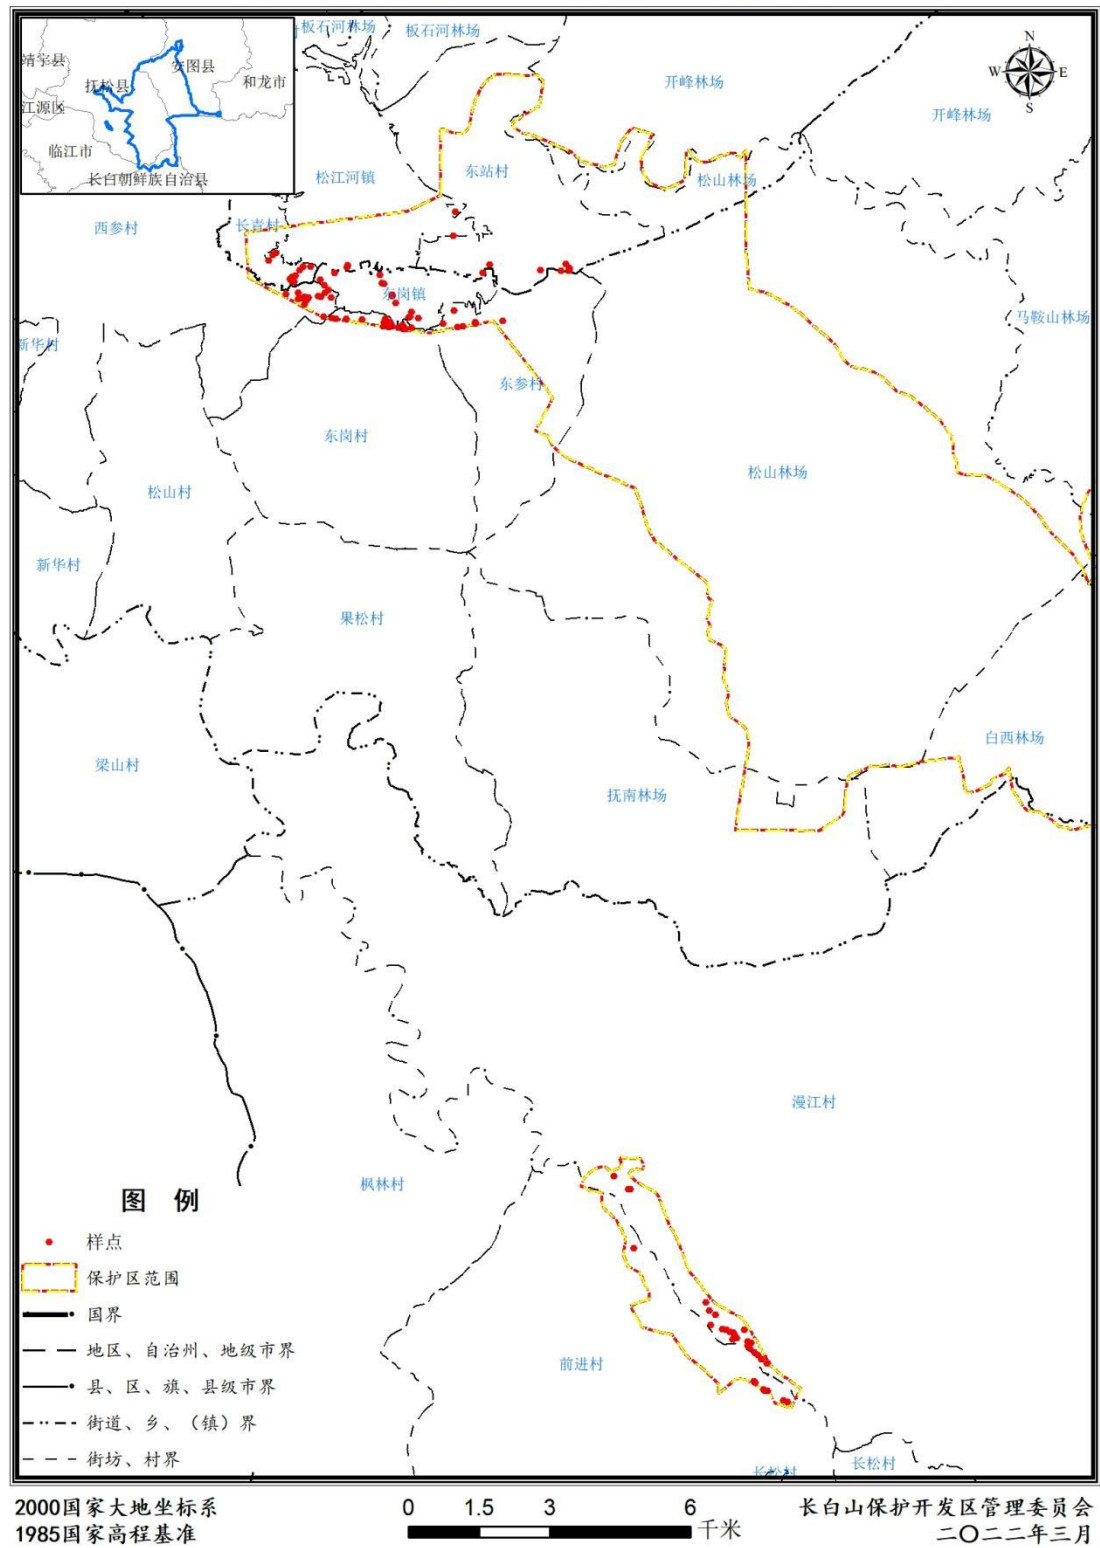 板石河林场
板石河林场
靖宇县
安图县
开峰林场
N
W
E
S
抚松县
和龙市
江源区
开峰林场
临江市
长白朝鲜族自治县
松江河镇
东站村
松山林场
西参村
长青村
东岗镇
马鞍山林场
新华村
东参村
东岗村
松山村
松山林场
新华村
果松村
白西林场
梁山村
抚南林场
漫江村
枫林村
图 例
样点
保护区范围
国界
地区、自治州、地级市界
县、区、旗、县级市界
街道、乡、（镇）界
街坊、村界
前进村
长松村
长松村
2000国家大地坐标系
1985国家高程基准
0 1.5 3 6
千米
长白山保护开发区管理委员会
二〇二二年三月